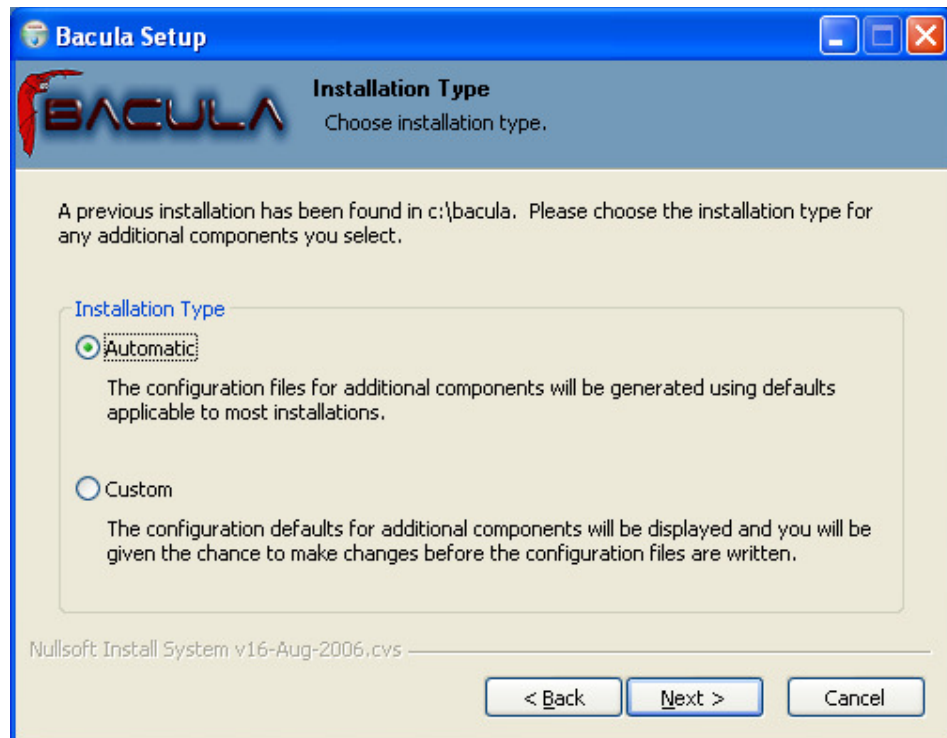 Bacula Setup
BACULA
Installation Type
Choose installation type.
A previous installation has been found in c:\bacula.  Please choose the installation type for
any additional components you select.
Installation Type
Automatic
The configuration files for additional components will be generated using defaults
applicable to most installations.
Custom
The configuration defaults for additional components will be displayed and you will be
given the chance to make changes before the configuration files are written.
Nullsoft Install System v16-Aug-2006.cvs
< Back
Next >
Cancel